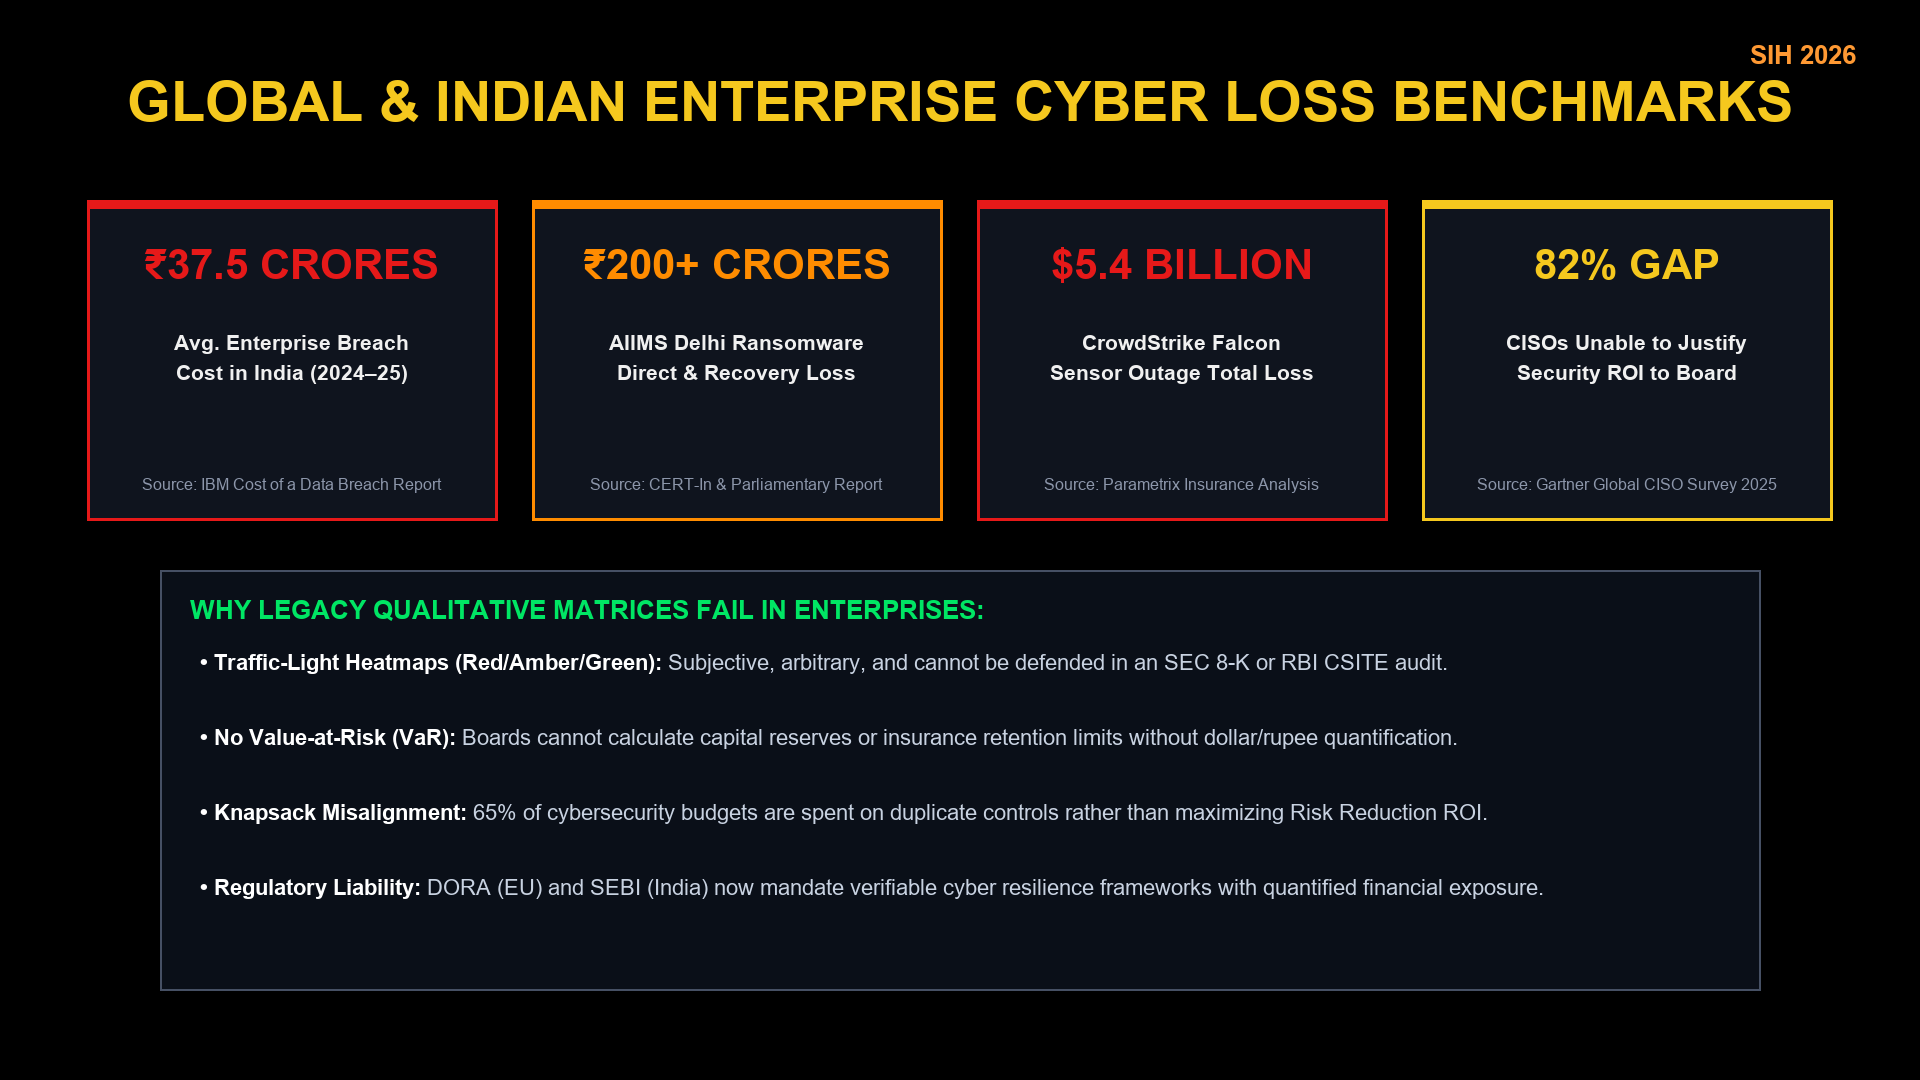 SIH 2026
GLOBAL & INDIAN ENTERPRISE CYBER LOSS BENCHMARKS
₹37.5 CRORES
Avg. Enterprise Breach
Cost in India (2024–25)
Source: IBM Cost of a Data Breach Report
₹200+ CRORES
AIIMS Delhi Ransomware
Direct & Recovery Loss
Source: CERT-In & Parliamentary Report
$5.4 BILLION
CrowdStrike Falcon
Sensor Outage Total Loss
Source: Parametrix Insurance Analysis
82% GAP
CISOs Unable to Justify
Security ROI to Board
Source: Gartner Global CISO Survey 2025
WHY LEGACY QUALITATIVE MATRICES FAIL IN ENTERPRISES:
• Traffic-Light Heatmaps (Red/Amber/Green): Subjective, arbitrary, and cannot be defended in an SEC 8-K or RBI CSITE audit.
• No Value-at-Risk (VaR): Boards cannot calculate capital reserves or insurance retention limits without dollar/rupee quantification.
• Knapsack Misalignment: 65% of cybersecurity budgets are spent on duplicate controls rather than maximizing Risk Reduction ROI.
• Regulatory Liability: DORA (EU) and SEBI (India) now mandate verifiable cyber resilience frameworks with quantified financial exposure.